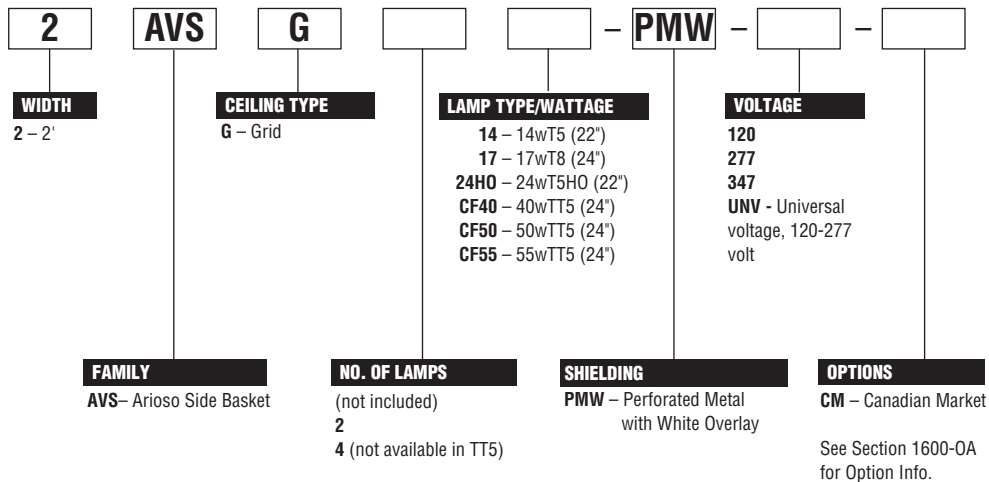 2 AVS G – PMW – –
WIDTH
2 – 2'
CEILING TYPE
G – Grid
LAMP TYPE/WATTAGE
14 – 14wT5 (22")
17 – 17wT8 (24")
24HO – 24wT5HO (22")
CF40 – 40wTT5 (24")
CF50 – 50wTT5 (24")
CF55 – 55wTT5 (24")
VOLTAGE
120
277
347
UNV - Universal
voltage, 120-277
volt
FAMILY
AVS– Arioso Side Basket
NO. OF LAMPS
(not included)
2
4 (not available in TT5)
SHIELDING
PMW – Perforated Metal
with White Overlay
OPTIONS
CM – Canadian Market
See Section 1600-OA
for Option Info.